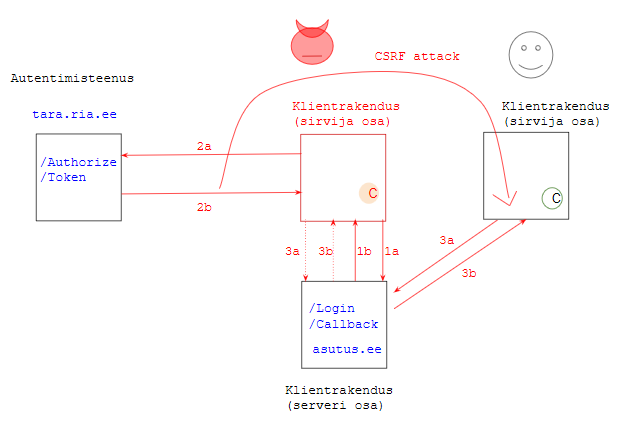 CSRF attack
Autentimisteenus
tara.ria.ee
Klientrakendus
(sirvija osa)
Klientrakendus
(sirvija osa)
2a
/Authorize
/Token
2b
C
C
3a
3b
1b
1a
3a
3b
/Login
/Callback
asutus.ee
Klientrakendus
(serveri osa)